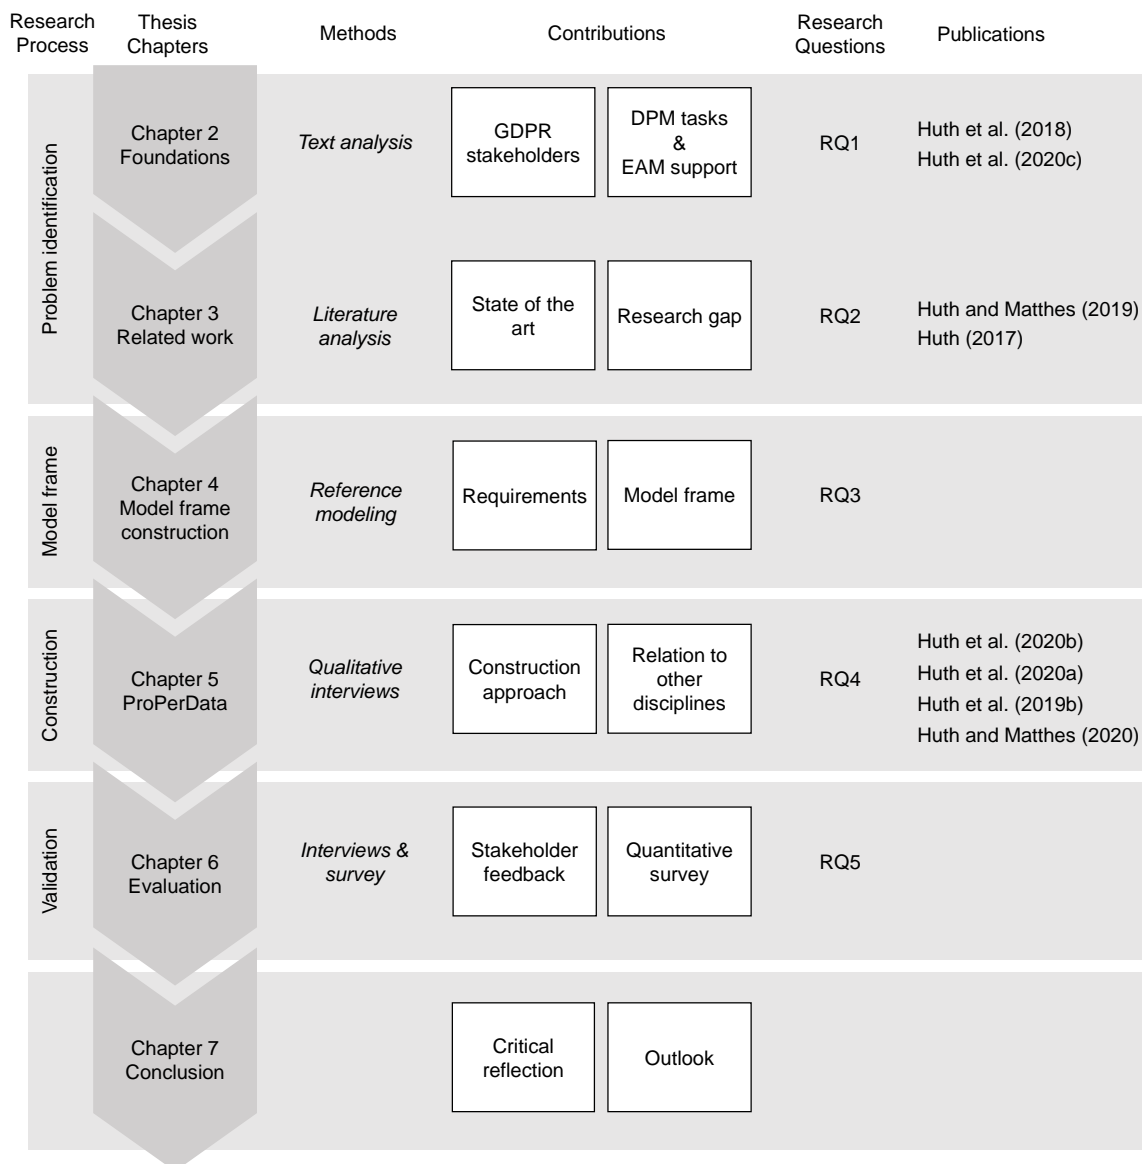 Research
Process
Thesis
Chapters
Methods
Contributions
Research
Questions
Publications
Problem identification
Chapter 2
Foundations
Text analysis
GDPR
stakeholders
DPM tasks
&
EAM support
RQ1
Huth et al. (2018)
Huth et al. (2020c)
Chapter 3
Related work
Literature
analysis
State of the
art
Research gap
RQ2
Huth and Matthes (2019)
Huth (2017)
Model frame
Chapter 4
Model frame
construction
Reference
modeling
Requirements
Model frame
RQ3
Construction
Chapter 5
ProPerData
Qualitative
interviews
Construction
approach
Relation to
other
disciplines
RQ4
Huth et al. (2020b)
Huth et al. (2020a)
Huth et al. (2019b)
Huth and Matthes (2020)
Validation
Chapter 6
Evaluation
Interviews &
survey
Stakeholder
feedback
Quantitative
survey
RQ5
Chapter 7
Conclusion
Critical
reflection
Outlook